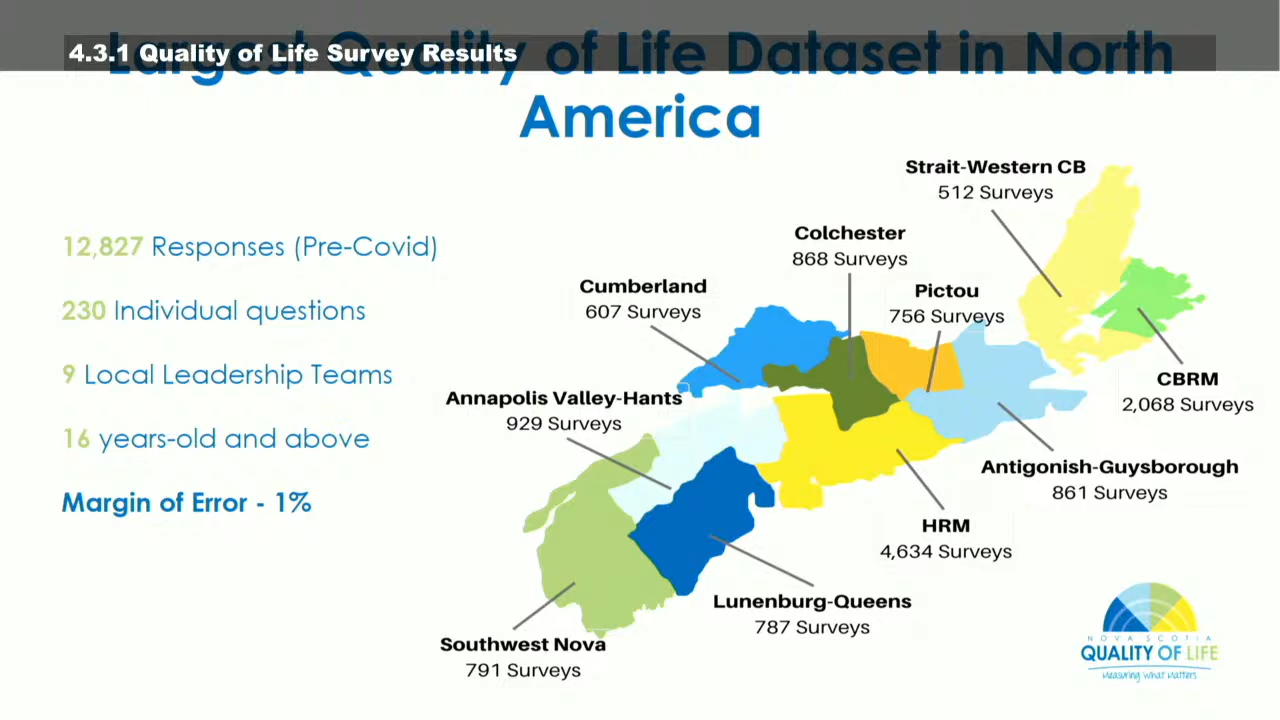 4.3.1 Quality of Life Survey Results
Largest Quality of Life Dataset in North
America
12,827 Responses (Pre-Covid)
230 Individual questions
9 Local Leadership Teams
16 years-old and above
Margin of Error - 1%
Strait-Western CB
512 Surveys
Colchester
868 Surveys
Cumberland
607 Surveys
Pictou
756 Surveys
CBRM
2,068 Surveys
Annapolis Valley-Hants
929 Surveys
Antigonish-Guysborough
861 Surveys
HRM
4,634 Surveys
Lunenburg-Queens
787 Surveys
Southwest Nova
791 Surveys
NOVA SCOTIA
QUALITY OF LIFE
Measuring What Matters